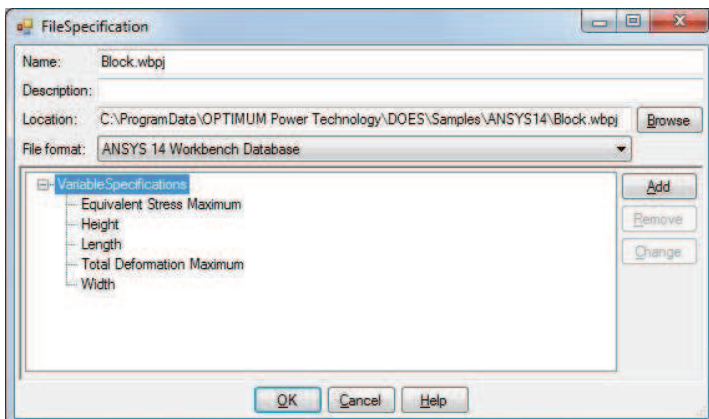 FileSpecification
Name: Block.wbpj
Description:
Location: C:\ProgramData\OPTIMUM Power Technology\DOES\Samples\ANSYS14\Block.wbpj Browse
File format: ANSYS 14 Workbench Database
VariableSpecifications Add
Equivalent Stress Maximum
Height Remove
Length
Total Deformation Maximum Change
Width
OK Cancel Help